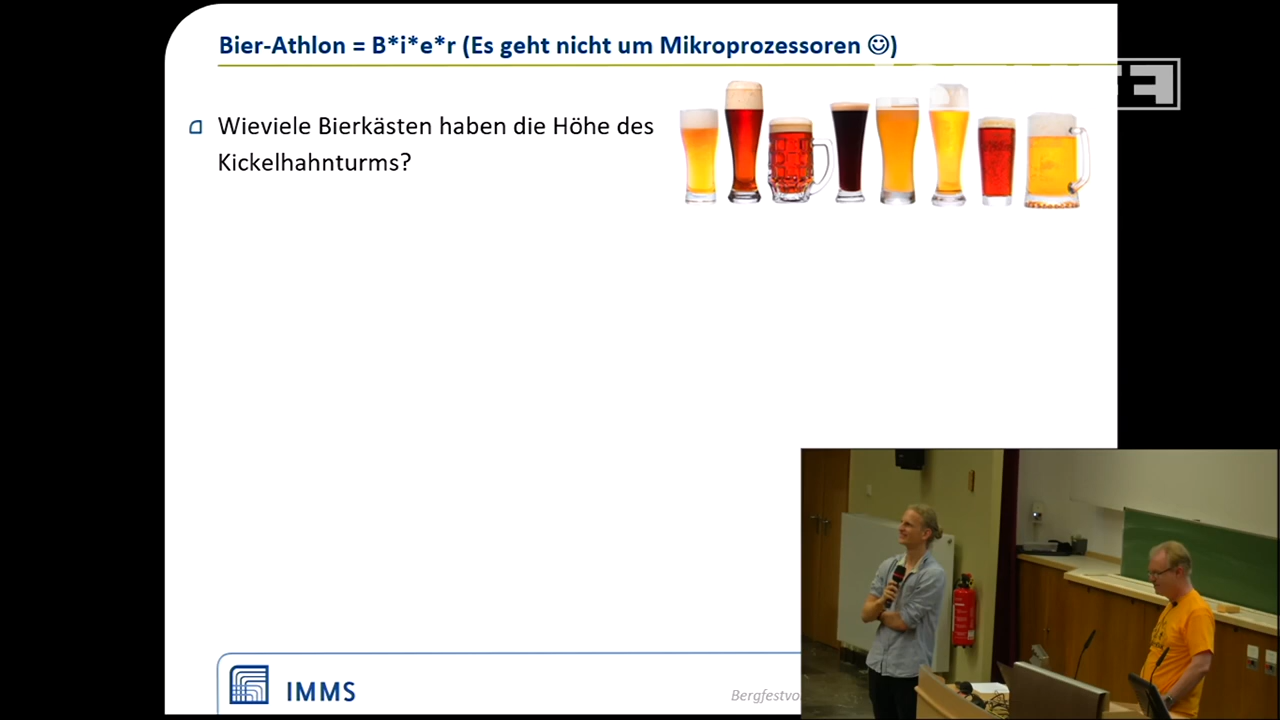 Bier-Athlon = B*i*e*r (Es geht nicht um Mikroprozessoren ☺)
Wieviele Bierkästen haben die Höhe des
Kickelhahnturms?
IMMS